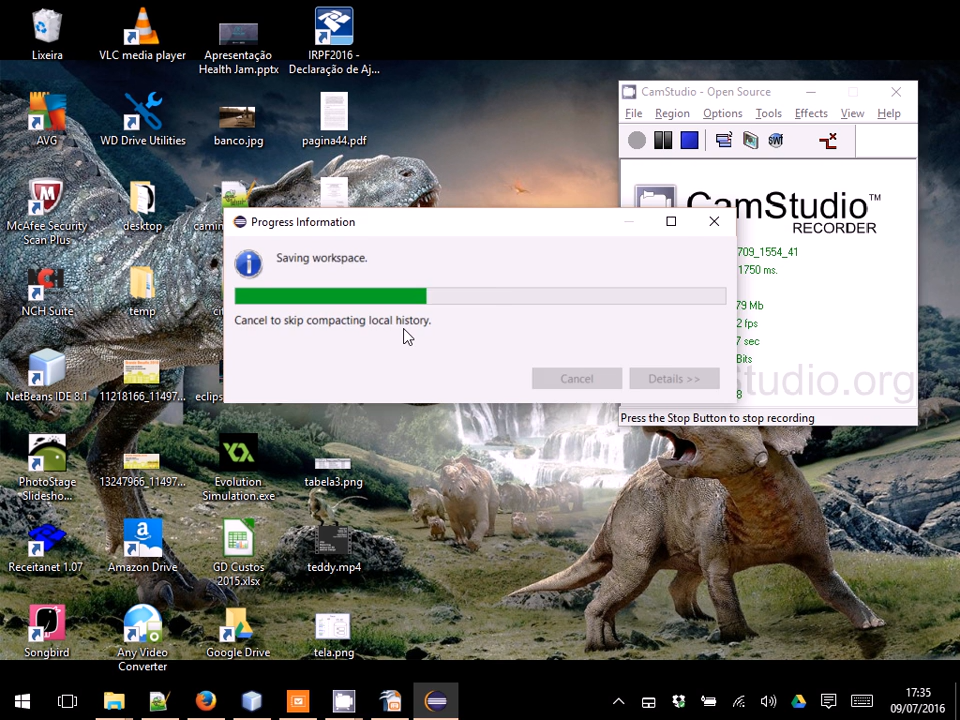 Lixeira
VLC media player
Apresentação
Health Jam.pptx
IRPF2016 -
Declaração de Aj...
AVG
WD Drive Utilities
banco.jpg
pagina44.pdf
McAfee Security
Scan Plus
desktop
NCH Suite
temp
NetBeans IDE 8.1
11218166_11497...
eclips
PhotoStage
Slidesho...
13247966_11497...
Evolution
Simulation.exe
tabela3.png
Receitanet 1.07
Amazon Drive
GD Custos
2015.xlsx
teddy.mp4
Songbird
Any Video
Converter
Google Drive
tela.png
CamStudio - Open Source
File Region Options Tools Effects View Help
SWF
CamStudio™
RECORDER
709_1554_41
1750 ms.
79 Mb
2 fps
7 sec
Bits
8
tudio.org
Press the Stop Button to stop recording
Progress Information
Saving workspace.
Cancel to skip compacting local history.
Cancel
Details >>
17:35
09/07/2016